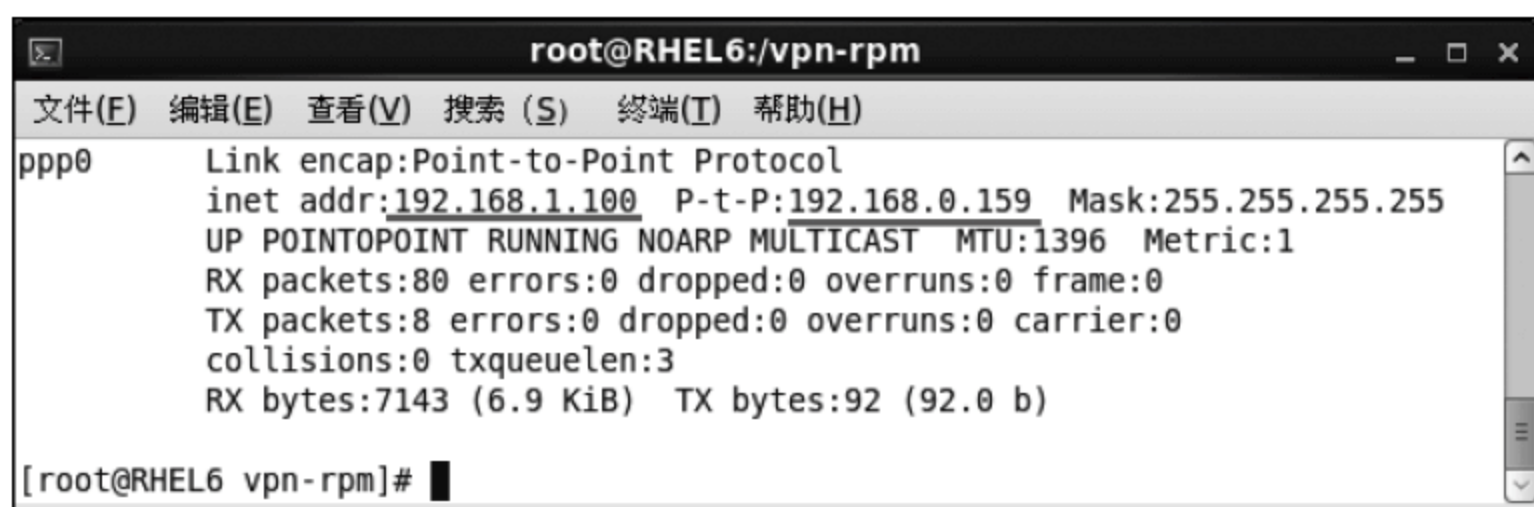 root@RHEL6:/vpn-rpm
文件(F) 编辑(E) 查看(V) 搜索（S） 终端(T) 帮助(H)
ppp0 Link encap:Point-to-Point Protocol
inet addr:192.168.1.100 P-t-P:192.168.0.159 Mask:255.255.255.255
UP POINTOPOINT RUNNING NOARP MULTICAST MTU:1396 Metric:1
RX packets:80 errors:0 dropped:0 overruns:0 frame:0
TX packets:8 errors:0 dropped:0 overruns:0 carrier:0
collisions:0 txqueuelen:3
RX bytes:7143 (6.9 KiB) TX bytes:92 (92.0 b)
[root@RHEL6 vpn-rpm]#